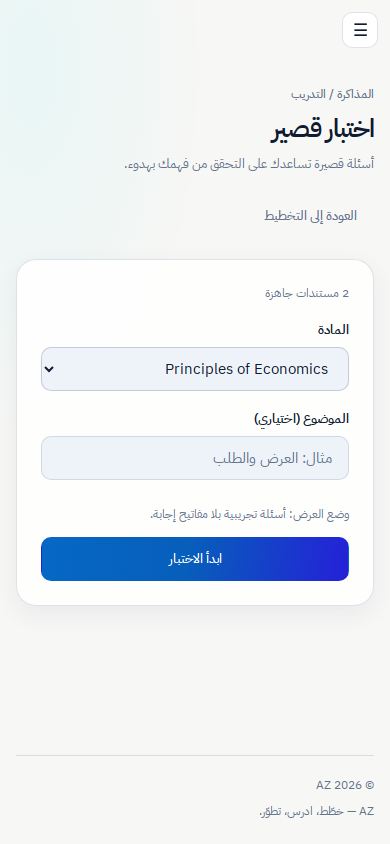 ☰
المذاكرة / التدريب
اختبار قصير
أسئلة قصيرة تساعدك على التحقق من فهمك بهدوء.
العودة إلى التخطيط
2 مستندات جاهزة
المادة
Principles of Economics
الموضوع (اختياري)
مثال: العرض والطلب
وضع العرض: أسئلة تجريبية بلا مفاتيح إجابة.
ابدأ الاختبار
© 2026 AZ
AZ — خطّط، ادرس، تطوّر.